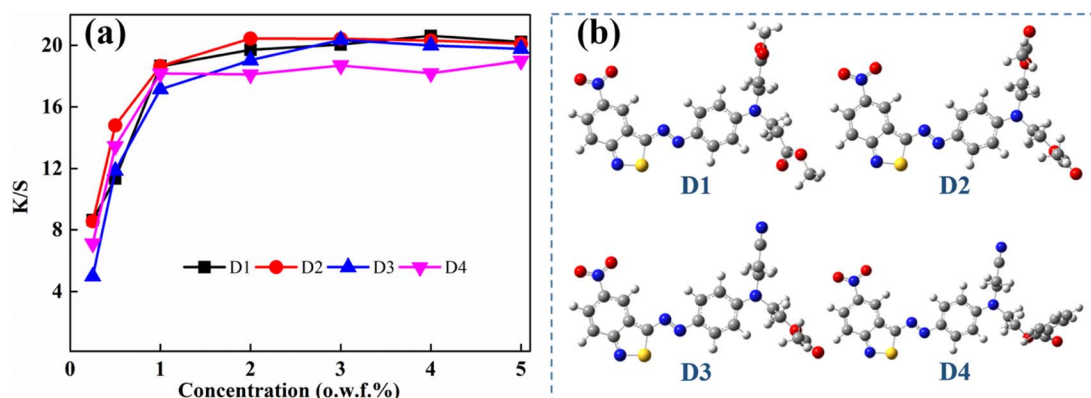 (a)
K/S
20
16
12
8
4
D1 D2 D3 D4
0 1 2 3 4 5
Concentration (o.w.f.%)
(b)
D1 D2
D3 D4